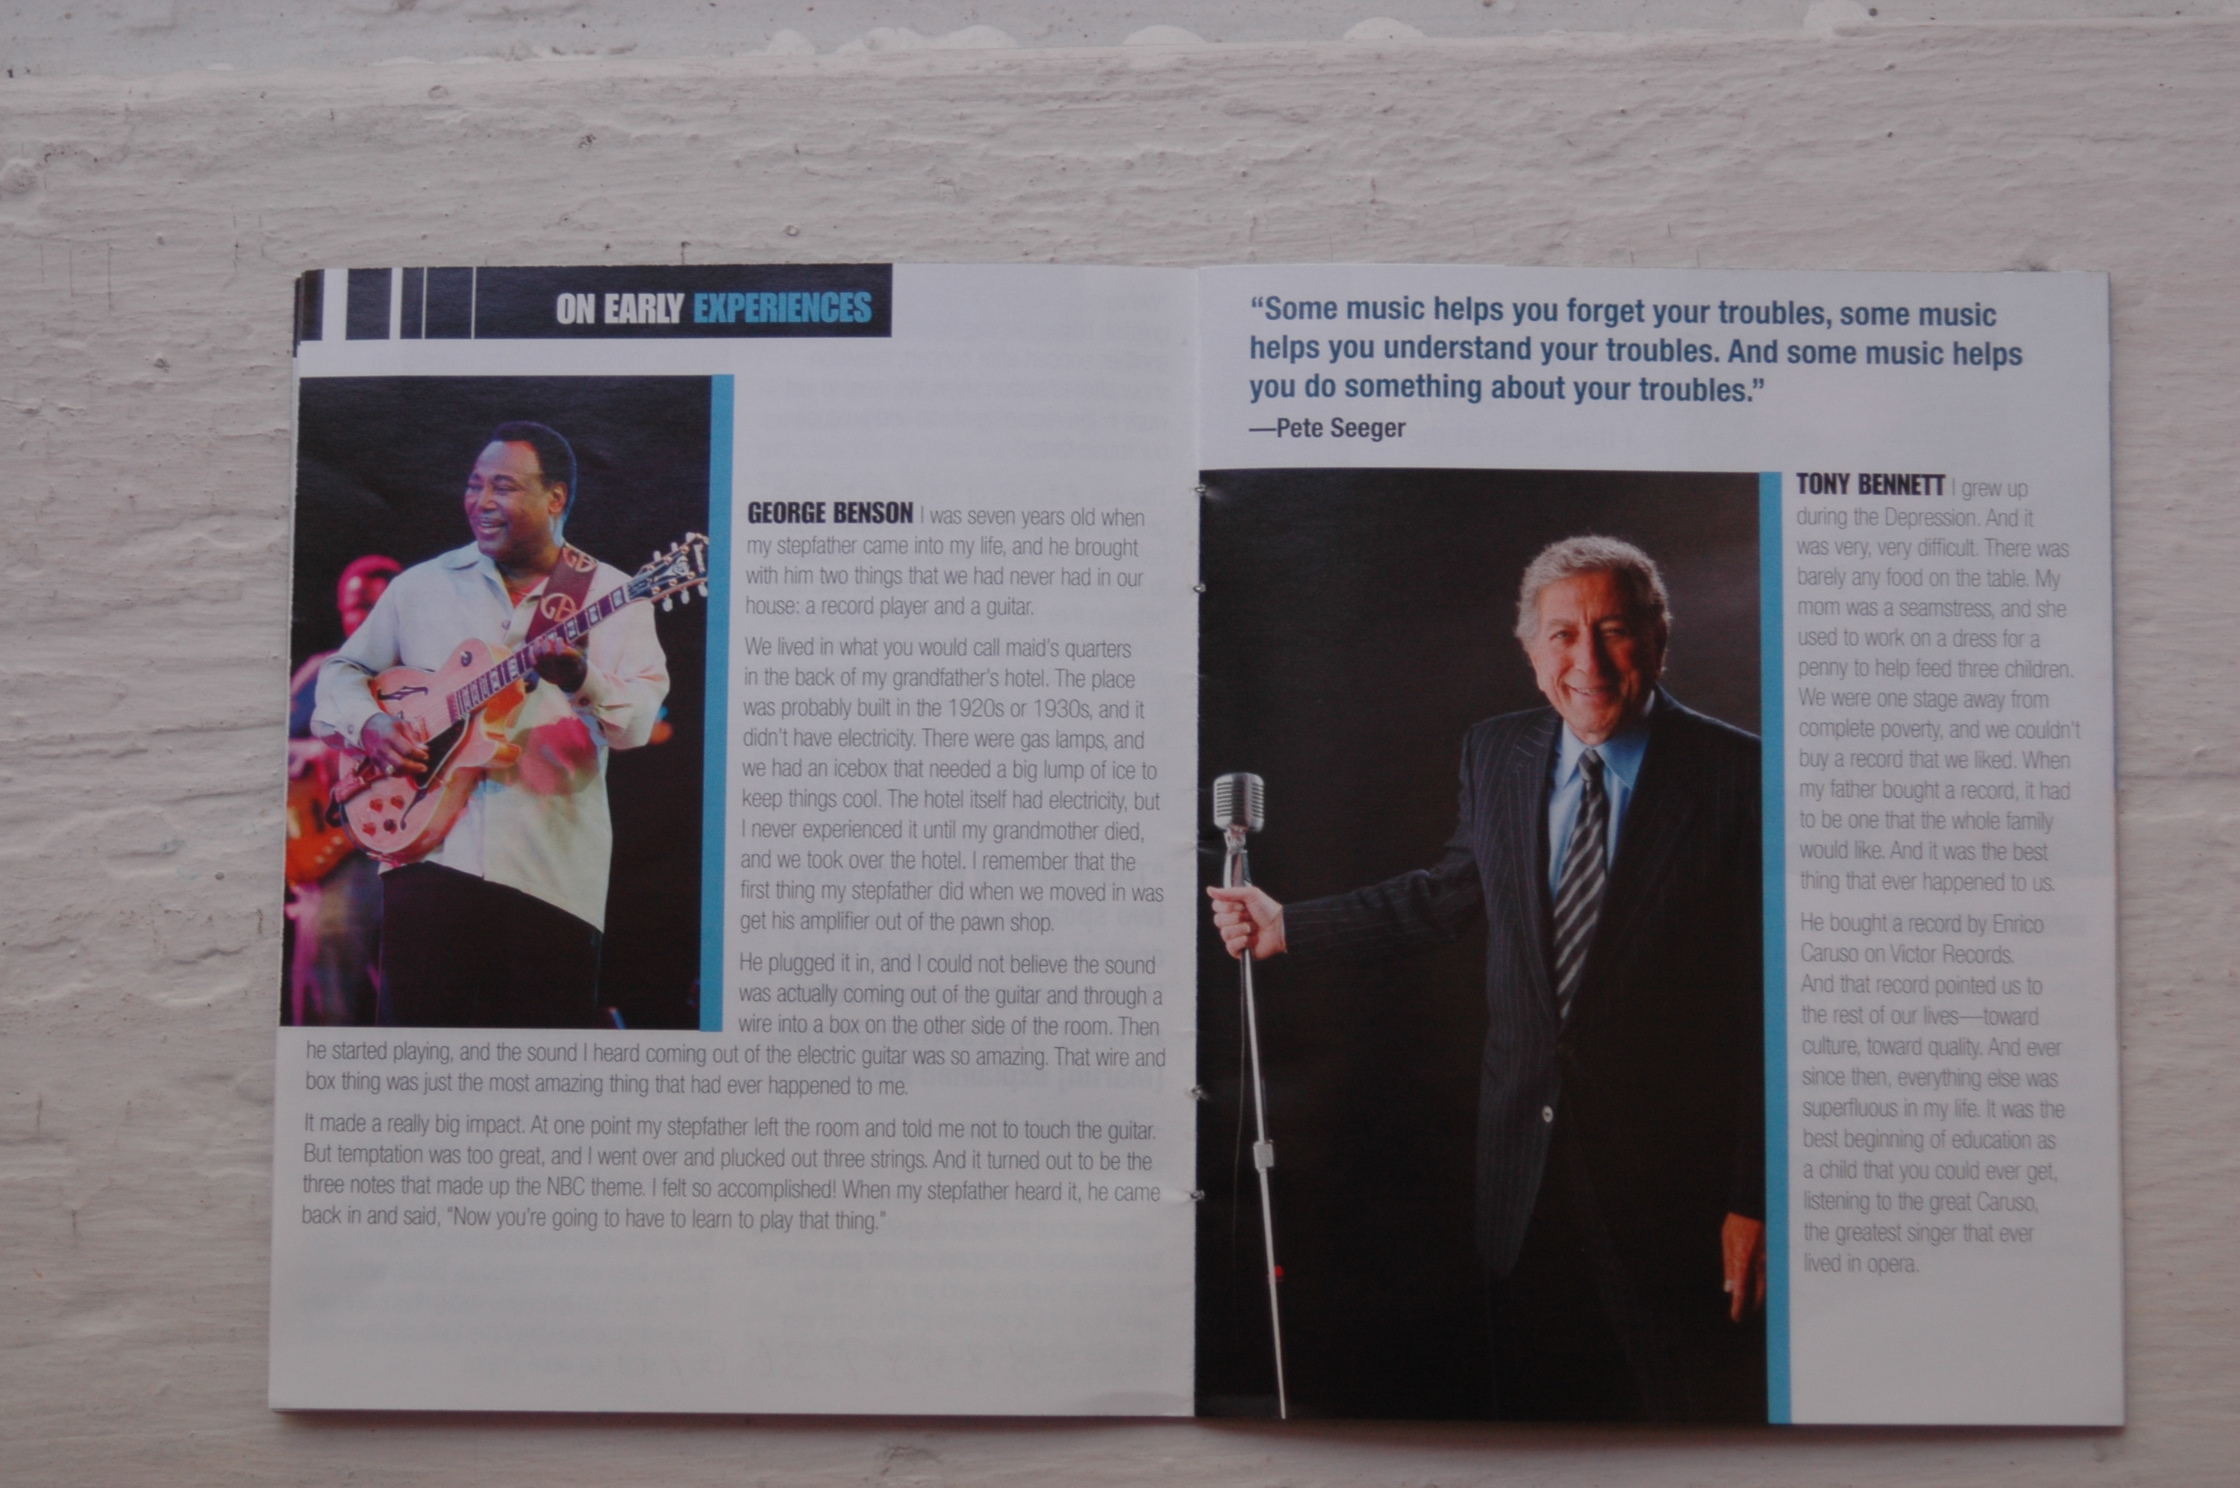 ON EARLY EXPERIENCES
GEORGE BENSON I was seven years old when
my stepfather came into my life, and he brought
with him two things that we had never had in our
house: a record player and a guitar.
We lived in what you would call maid's quarters
in the back of my grandfather's hotel. The place
was probably built in the 1920s or 1930s, and it
didn't have electricity. There were gas lamps, and
we had an icebox that needed a big lump of ice to
keep things cool. The hotel itself had electricity, but
I never experienced it until my grandmother died,
and we took over the hotel. I remember that the
first thing my stepfather did when we moved in was
get his amplifier out of the pawn shop.
He plugged it in, and I could not believe the sound
was actually coming out of the guitar and through a
wire into a box on the other side of the room. Then
he started playing, and the sound I heard coming out of the electric guitar was so amazing. That wire and
box thing was just the most amazing thing that had ever happened to me.
It made a really big impact. At one point my stepfather left the room and told me not to touch the guitar.
But temptation was too great, and I went over and plucked out three strings. And it turned out to be the
three notes that made up the NBC theme. I felt so accomplished! When my stepfather heard it, he came
back in and said, "Now you're going to have to learn to play that thing."
"Some music helps you forget your troubles, some music
helps you understand your troubles. And some music helps
you do something about your troubles."
—Pete Seeger
TONY BENNETT I grew up
during the Depression. And it
was very, very difficult. There was
barely any food on the table. My
mom was a seamstress, and she
used to work on a dress for a
penny to help feed three children.
We were one stage away from
complete poverty, and we couldn't
buy a record that we liked. When
my father bought a record, it had
to be one that the whole family
would like. And it was the best
thing that ever happened to us.
He bought a record by Enrico
Caruso on Victor Records.
And that record pointed us to
the rest of our lives—toward
culture, toward quality. And ever
since then, everything else was
superfluous in my life. It was the
best beginning of education as
a child that you could ever get,
listening to the great Caruso,
the greatest singer that ever
lived in opera.